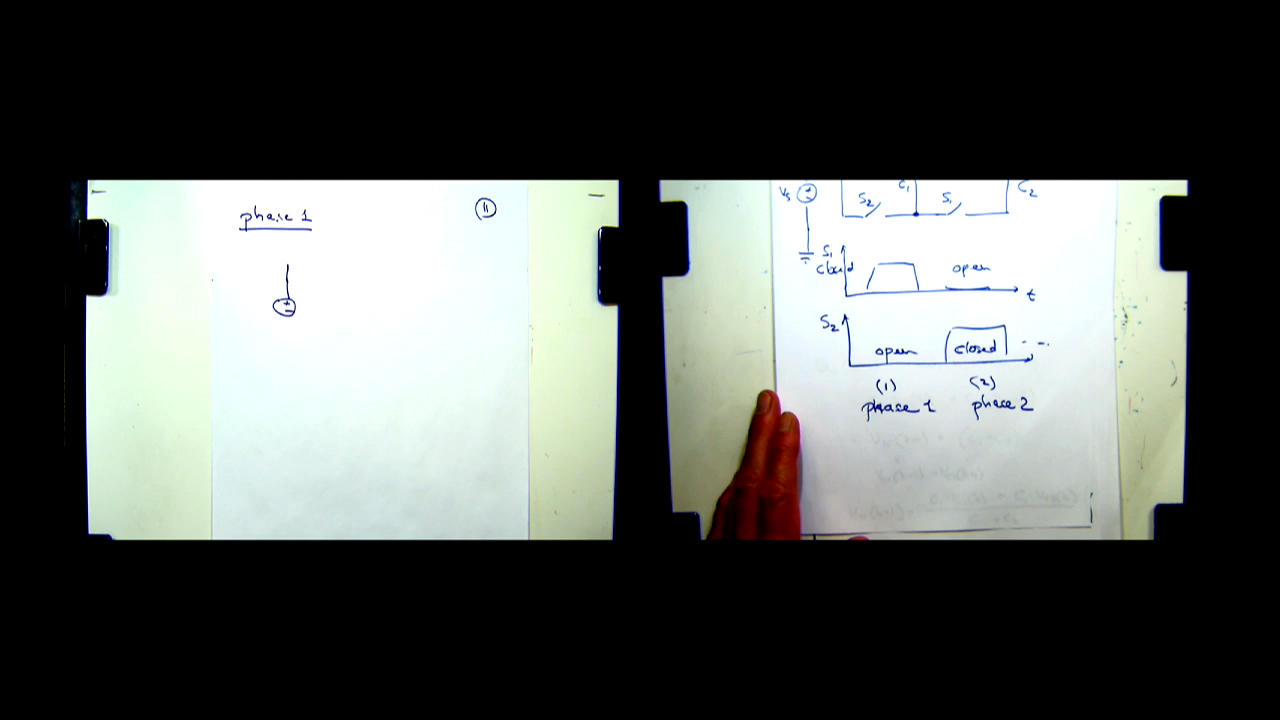 phase 1
11
+
-
Vs
+
-
S2
C1
S1
C2
S1
closed
open
t
S2
open
closed
- -.
(1)
(2)
phase 1
phase 2